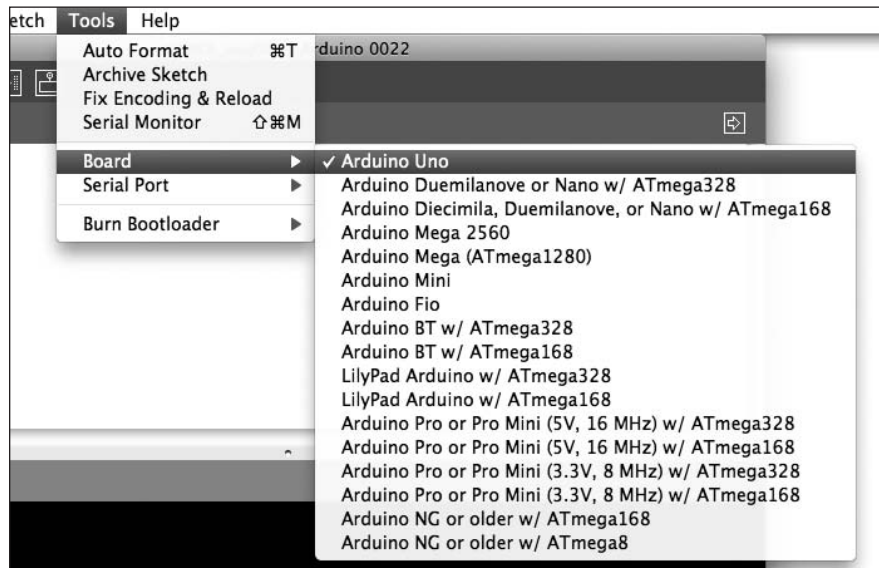 etch Tools Help
Auto Format ⌘T
rduino 0022
Archive Sketch
Fix Encoding & Reload
Serial Monitor ⇧⌘M
Board ▶
Serial Port ▶
Burn Bootloader ▶
✓ Arduino Uno
Arduino Duemilanove or Nano w/ ATmega328
Arduino Diecimila, Duemilanove, or Nano w/ ATmega168
Arduino Mega 2560
Arduino Mega (ATmega1280)
Arduino Mini
Arduino Fio
Arduino BT w/ ATmega328
Arduino BT w/ ATmega168
LilyPad Arduino w/ ATmega328
LilyPad Arduino w/ ATmega168
Arduino Pro or Pro Mini (5V, 16 MHz) w/ ATmega328
Arduino Pro or Pro Mini (5V, 16 MHz) w/ ATmega168
Arduino Pro or Pro Mini (3.3V, 8 MHz) w/ ATmega328
Arduino Pro or Pro Mini (3.3V, 8 MHz) w/ ATmega168
Arduino NG or older w/ ATmega168
Arduino NG or older w/ ATmega8